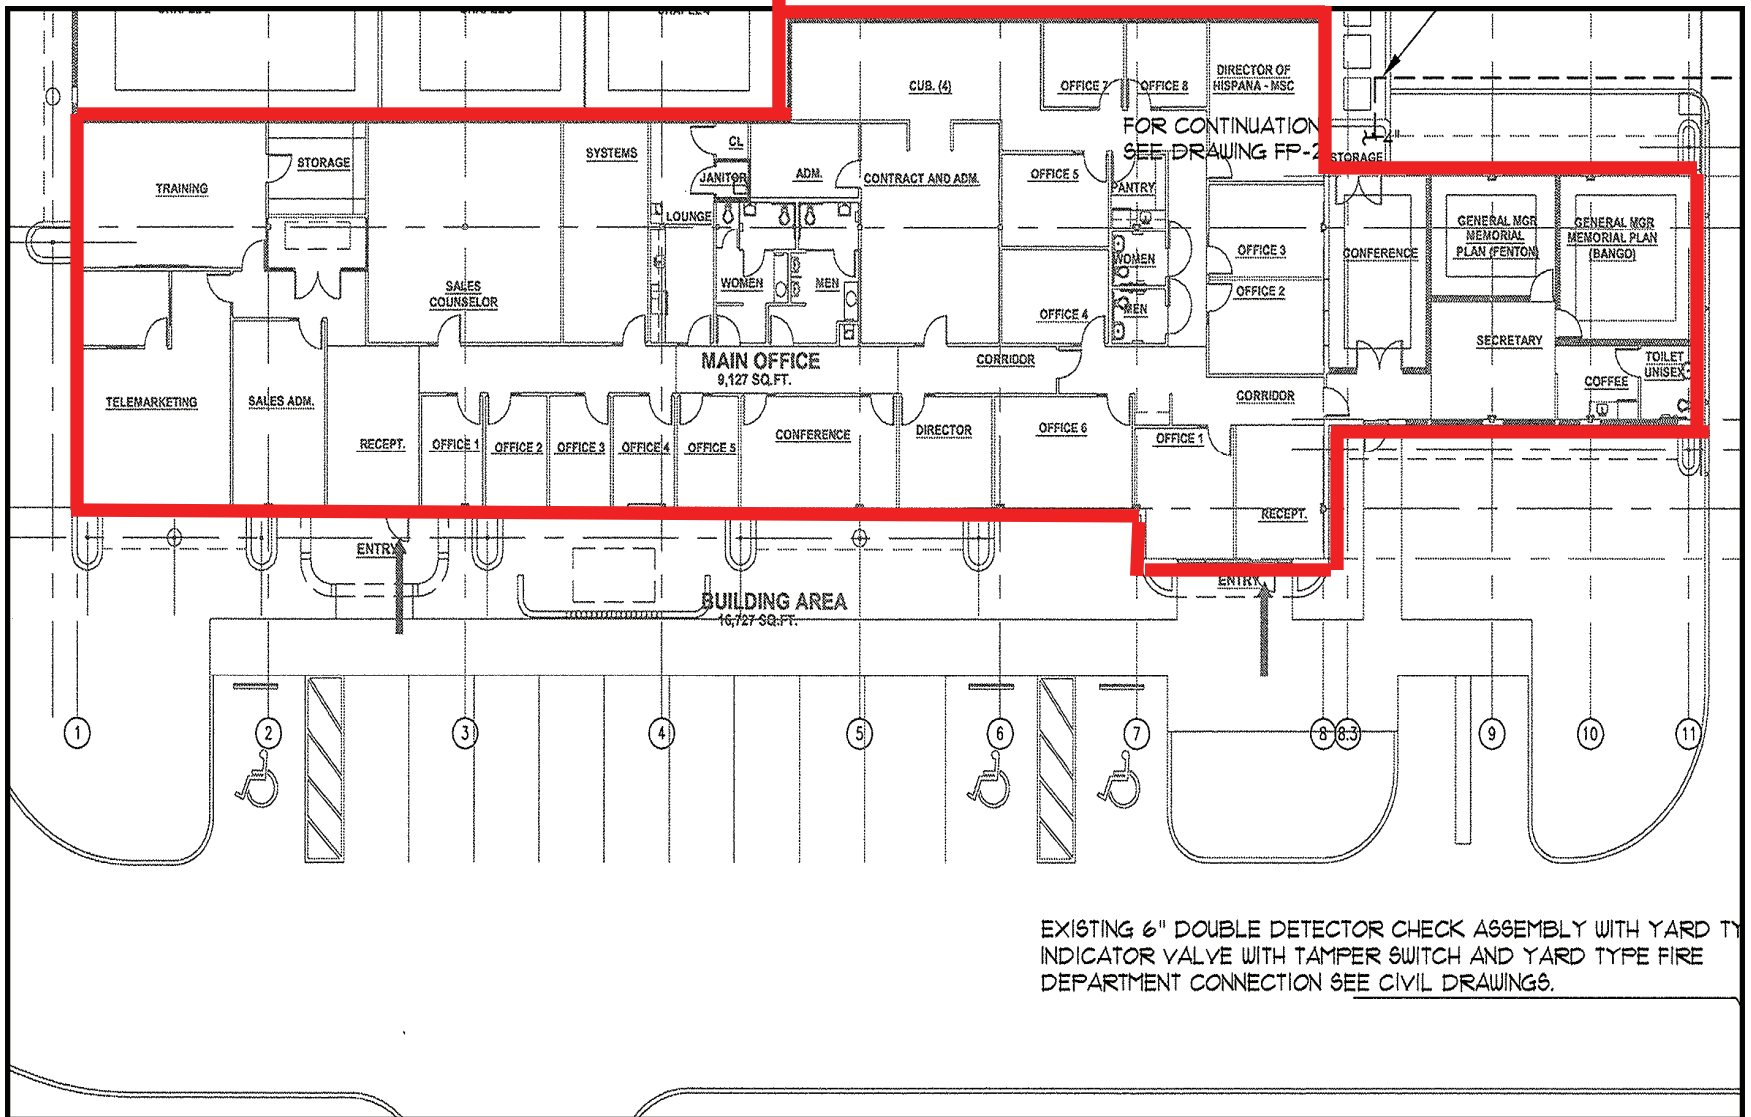 CUB. (4)
OFFICE 7
OFFICE 8
DIRECTOR OF
HISPANA - MSC
FOR CONTINUATION
SEE DRAWING FP-2
STORAGE
TRAINING
STORAGE
SYSTEMS
CL
JANITOR
ADM.
CONTRACT AND ADM.
OFFICE 5
PANTRY
LOUNGE
GENERAL MGR
MEMORIAL
PLAN (FENTON)
GENERAL MGR
MEMORIAL PLAN
(BANGO)
CONFERENCE
OFFICE 3
WOMEN
SALES
COUNSELOR
WOMEN
MEN
OFFICE 2
MEN
OFFICE 4
SECRETARY
MAIN OFFICE
9,127 SQ.FT.
CORRIDOR
TOILET
UNISEX
COFFEE
CORRIDOR
TELEMARKETING
SALES ADM.
RECEPT.
OFFICE 1
OFFICE 2
OFFICE 3
OFFICE 4
OFFICE 5
CONFERENCE
DIRECTOR
OFFICE 6
OFFICE 1
RECEPT.
ENTRY
ENTRY
BUILDING AREA
16,727 SQ.FT.
1
2
3
4
5
6
7
8
8.3
9
10
11
EXISTING 6" DOUBLE DETECTOR CHECK ASSEMBLY WITH YARD TY
INDICATOR VALVE WITH TAMPER SWITCH AND YARD TYPE FIRE
DEPARTMENT CONNECTION SEE CIVIL DRAWINGS.